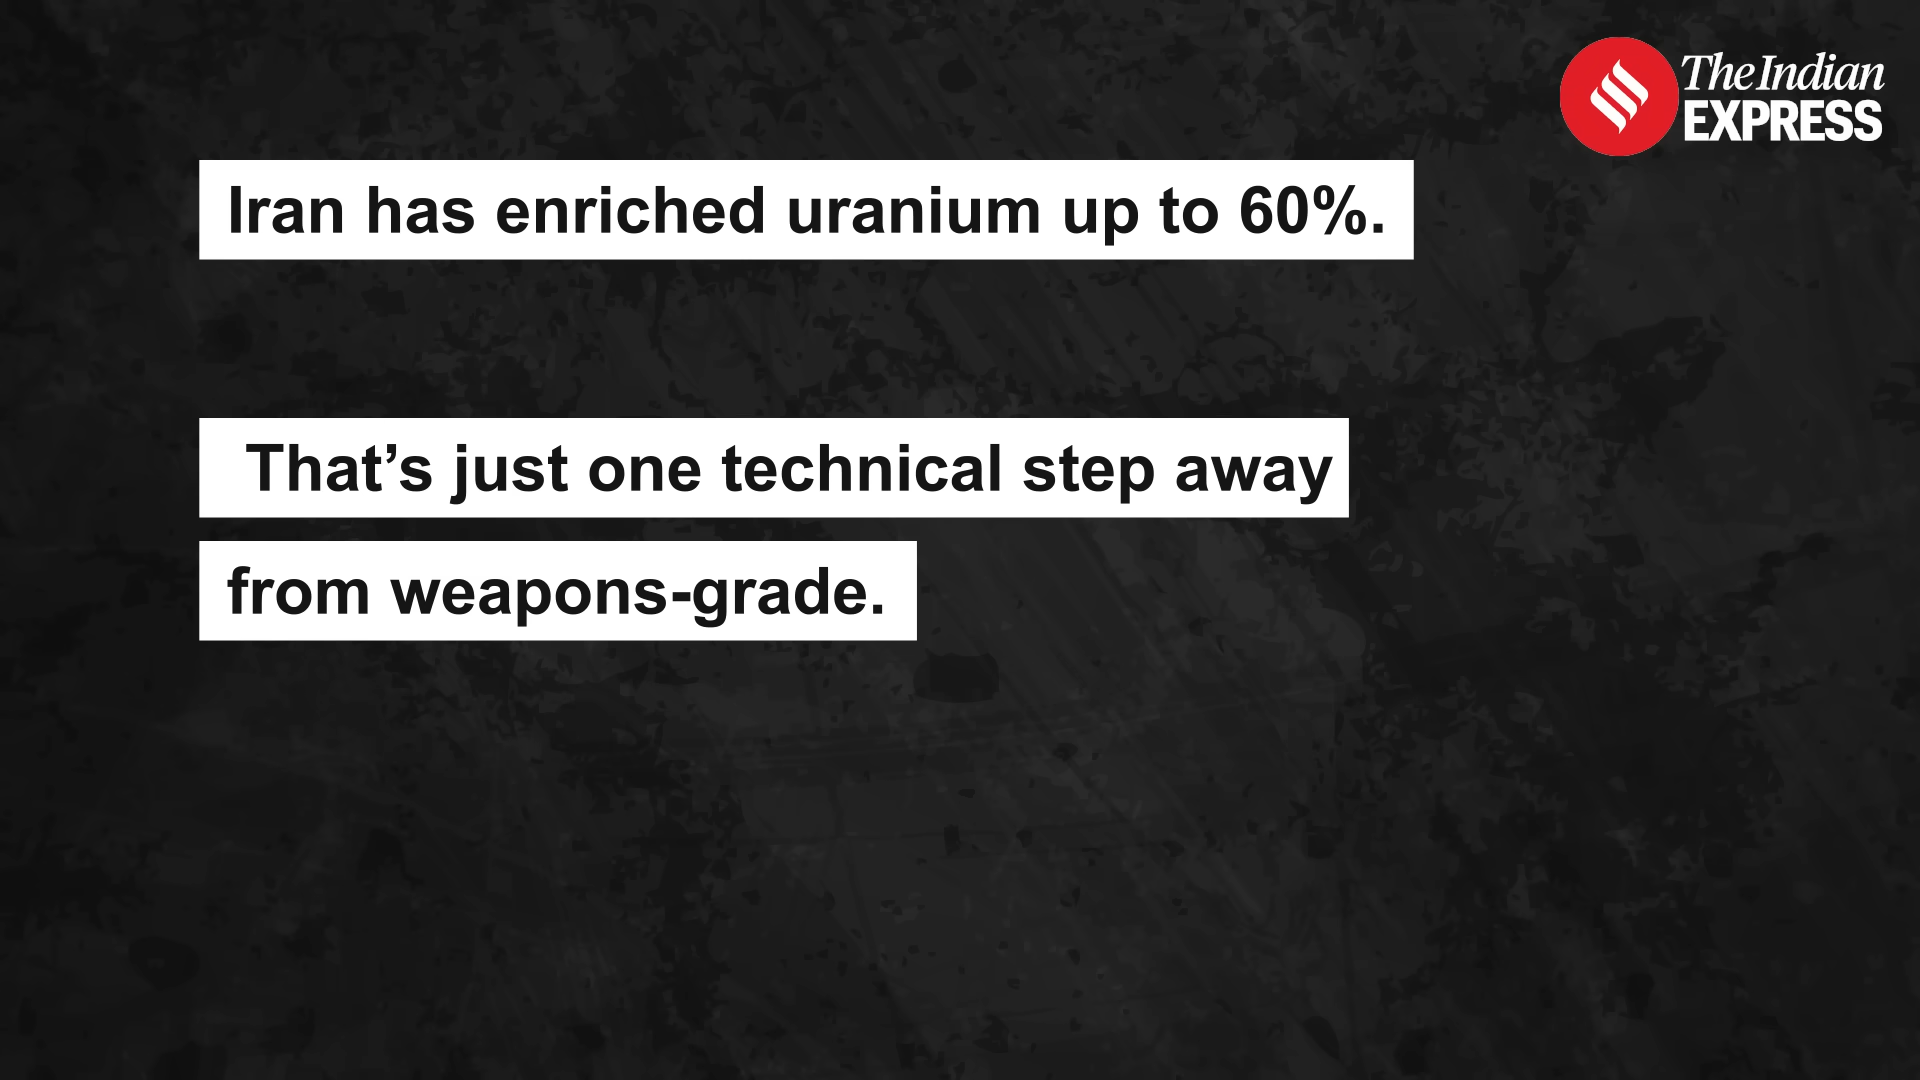 The Indian
EXPRESS
Iran has enriched uranium up to 60%.
That’s just one technical step away
from weapons-grade.